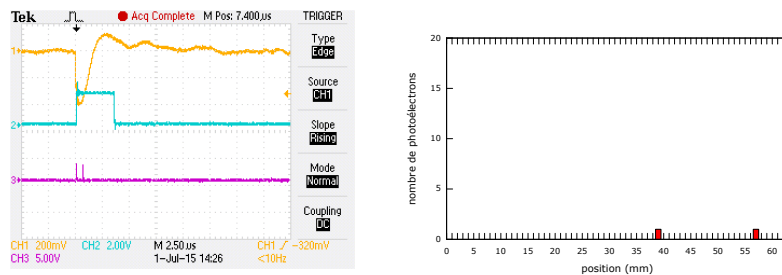 Tek Acq Complete M Pos: 7.400µs TRIGGER
Type
Edge
Source
CH1
Slope
Rising
Mode
Normal
Coupling
DC
1
2
3
CH1 200mV CH2 2.00V M 2.50µs CH1 -320mV
CH3 5.00V 1-Jul-15 14:26 <10Hz
nombre de photoélectrons
20
15
10
5
0
0 5 10 15 20 25 30 35 40 45 50 55 60
position (mm)